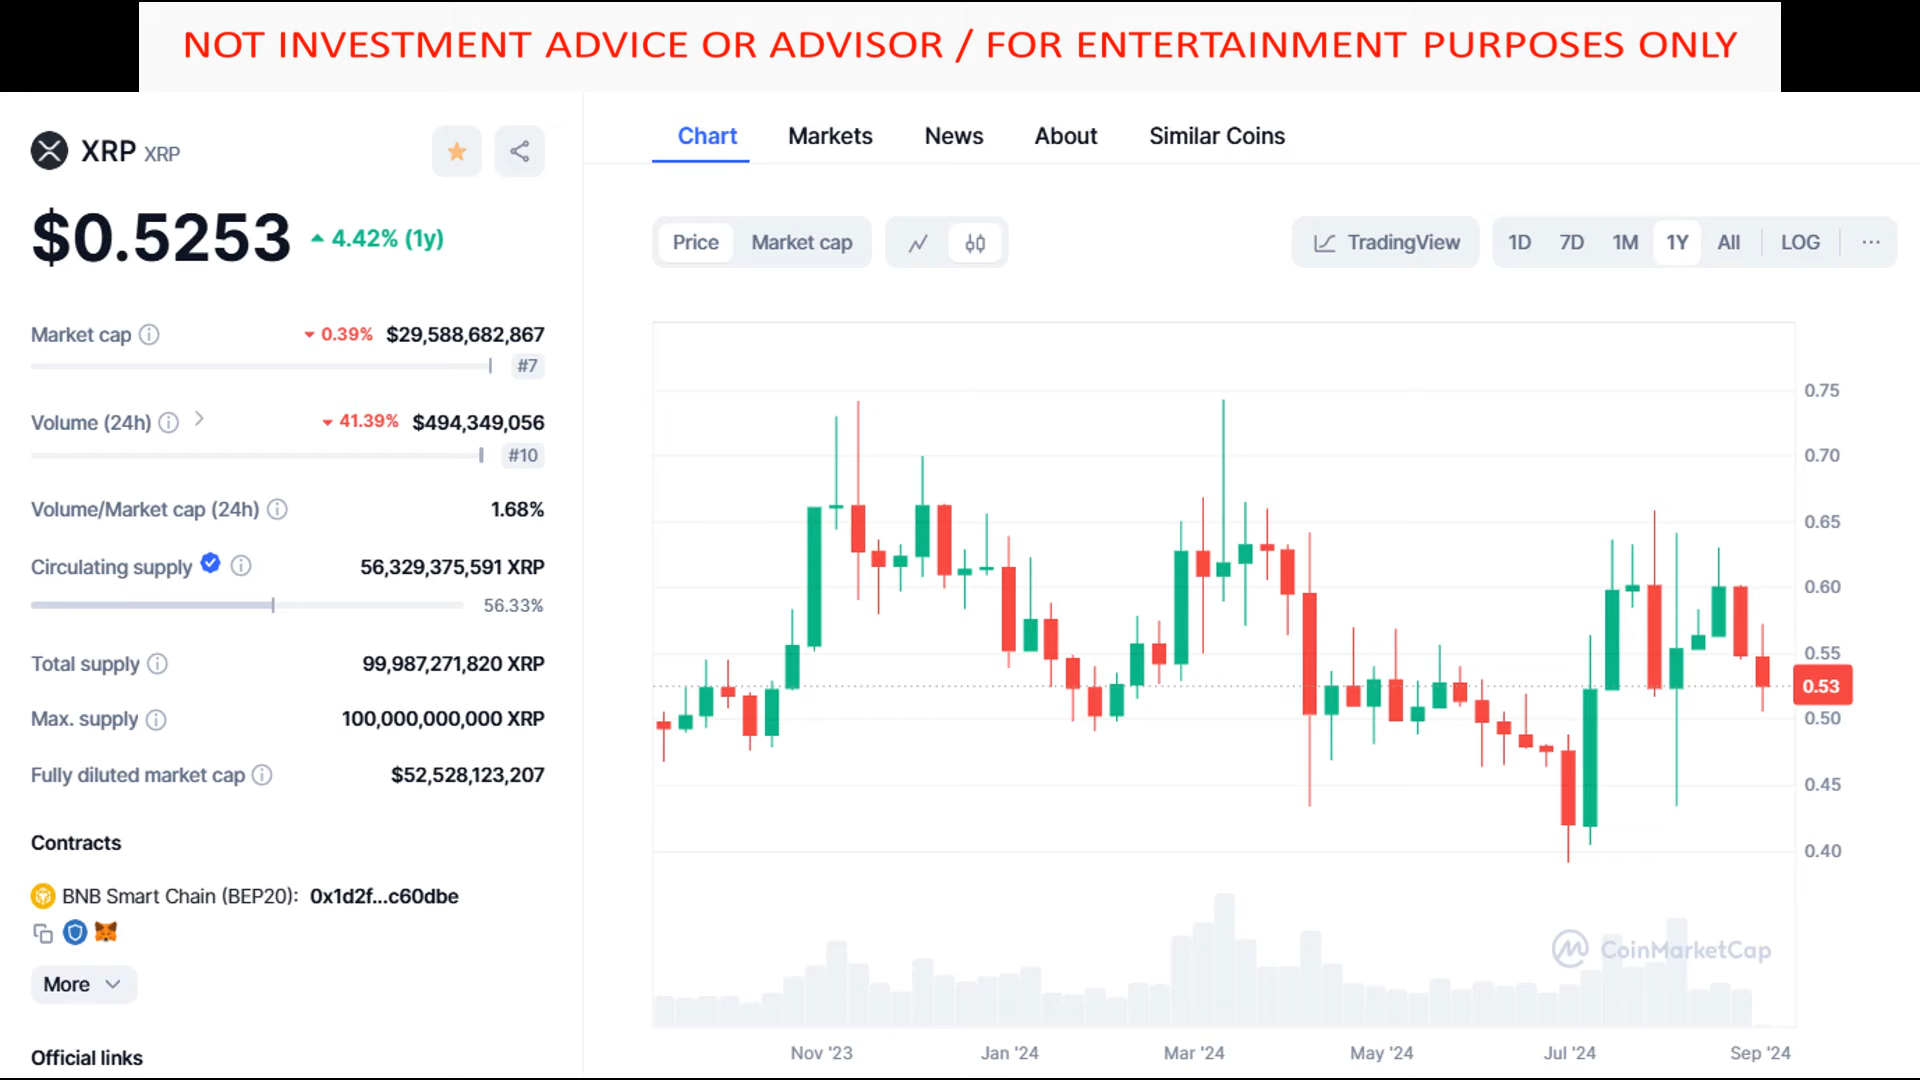 NOT INVESTMENT ADVICE OR ADVISOR / FOR ENTERTAINMENT PURPOSES ONLY
XRP XRP
$0.5253 4.42% (1y)
Market cap 0.39% $29,588,682,867
#7
Volume (24h) 41.39% $494,349,056
#10
Volume/Market cap (24h) 1.68%
Circulating supply 56,329,375,591 XRP
56.33%
Total supply 99,987,271,820 XRP
Max. supply 100,000,000,000 XRP
Fully diluted market cap $52,528,123,207
Contracts
BNB Smart Chain (BEP20): 0x1d2f...c60dbe
More
Official links
Chart Markets News About Similar Coins
Price Market cap TradingView 1D 7D 1M 1Y All LOG ...
0.75
0.70
0.65
0.60
0.55
0.53
0.50
0.45
0.40
CoinMarketCap
Nov '23 Jan '24 Mar '24 May '24 Jul '24 Sep '24